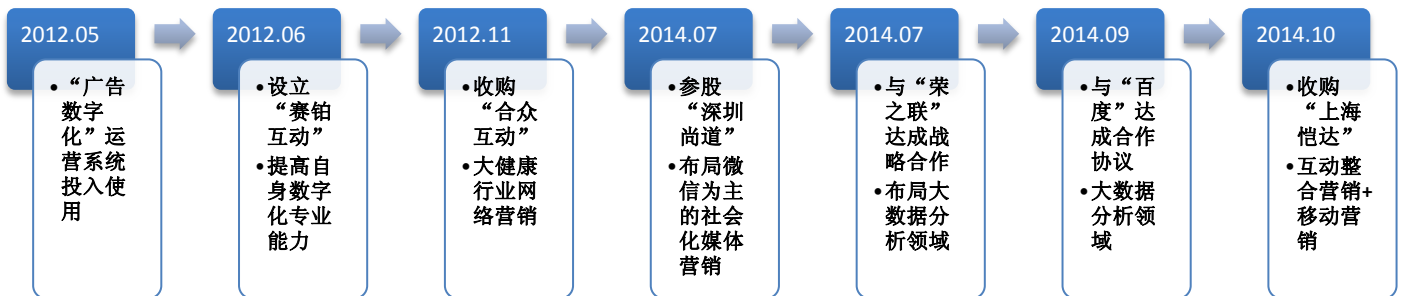 2012.05
•“广告
数字
化”运
营系统
投入使
用
2012.06
•设立
“赛铂
互动”
•提高自
身数字
化专业
能力
2012.11
•收购
“合众
互动”
•大健康
行业网
络营销
2014.07
•参股
“深圳
尚道”
•布局微
信为主
的社会
化媒体
营销
2014.07
•与“荣
之联”
达成战
略合作
•布局大
数据分
析领域
2014.09
•与“百
度”达
成合作
协议
•大数据
分析领
域
2014.10
•收购
“上海
恺达”
•互动整
合营销+
移动营
销